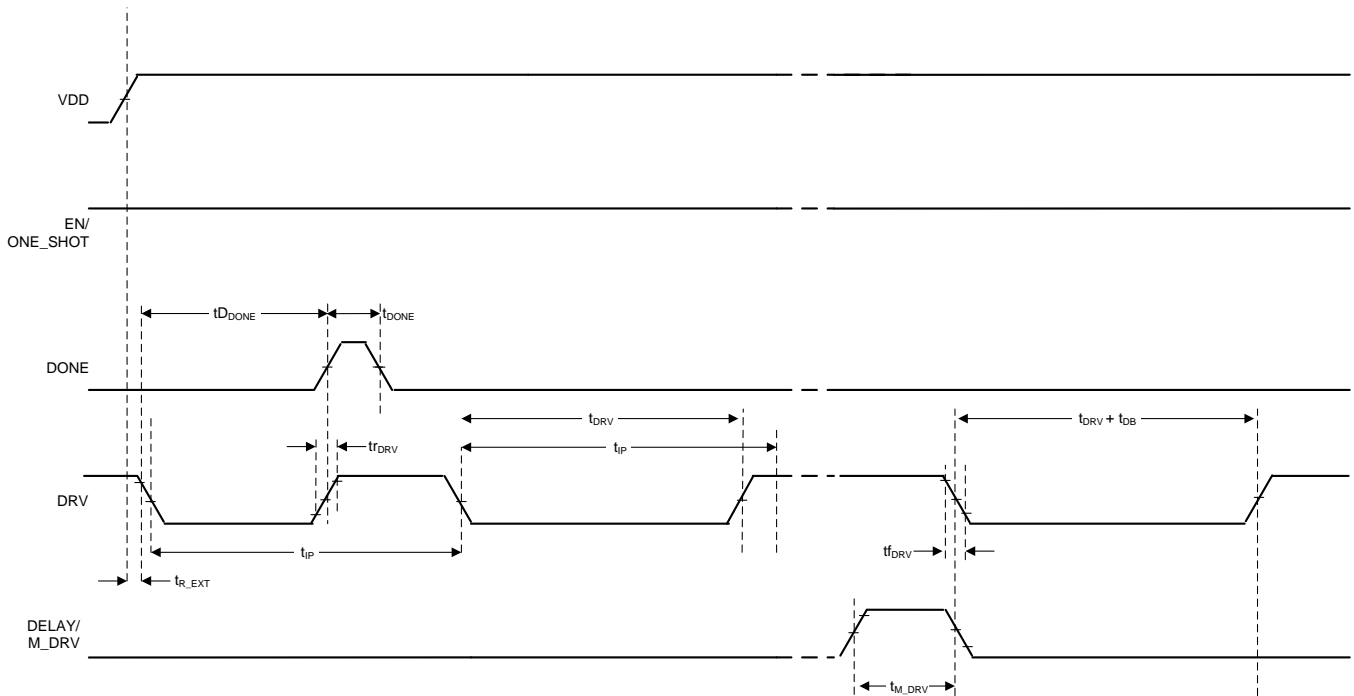 VDD
EN/
ONE_SHOT
tD_DONE
t_DONE
DONE
t_DRV
t_DRV + t_DB
tr_DRV
t_IP
DRV
t_IP
tf_DRV
t_R_EXT
DELAY/
M_DRV
t_M_DRV